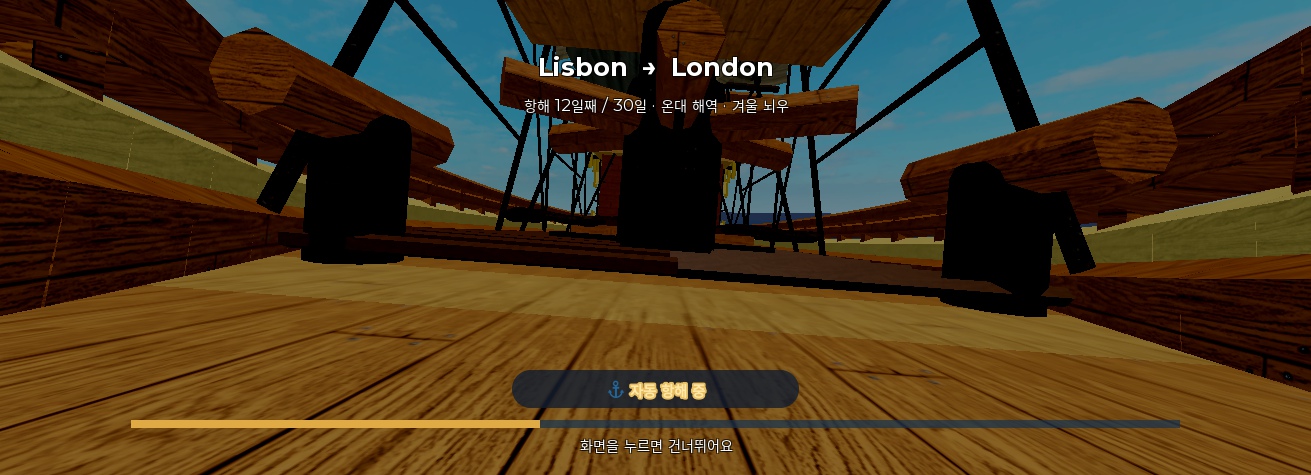 Lisbon → London
항해 12일째 / 30일 · 온대 해역 · 겨울 뇌우
⚓ 자동 항해 중
화면을 누르면 건너뛰어요